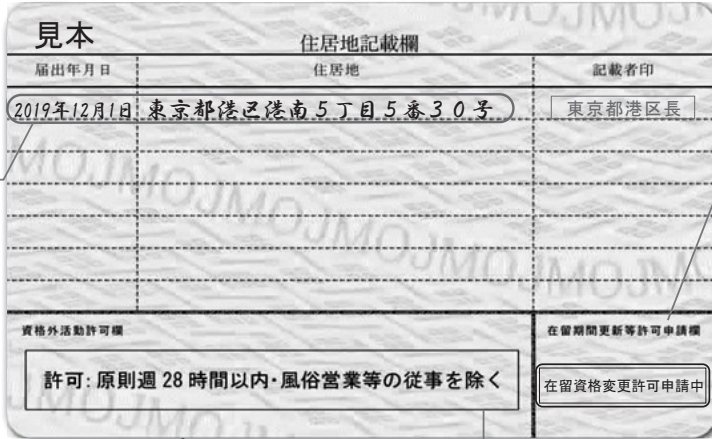 見本
住居地記載欄
届出年月日 住居地 記載者印
2019年12月1日 東京都港区港南5丁目5番30号 東京都港区長
資格外活動許可欄 在留期間更新等許可申請欄
許可:原則週28時間以内・風俗営業等の従事を除く 在留資格変更許可申請中
MOJMOJMOJMOJMOJ